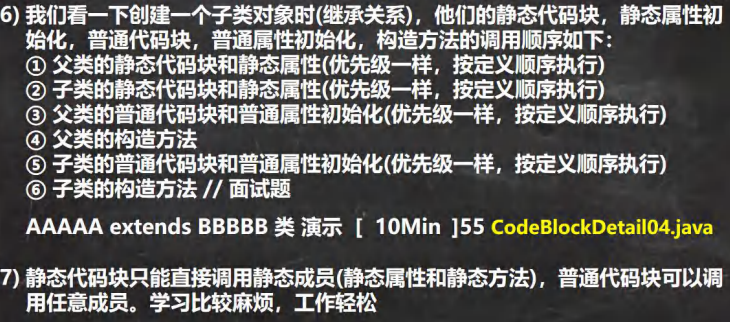 6) 我们看一下创建一个子类对象时(继承关系)，他们的静态代码块，静态属性初
始化，普通代码块，普通属性初始化，构造方法的调用顺序如下：
① 父类的静态代码块和静态属性(优先级一样，按定义顺序执行)
② 子类的静态代码块和静态属性(优先级一样，按定义顺序执行)
③ 父类的普通代码块和普通属性初始化(优先级一样，按定义顺序执行)
④ 父类的构造方法
⑤ 子类的普通代码块和普通属性初始化(优先级一样，按定义顺序执行)
⑥ 子类的构造方法 // 面试题
AAAAA extends BBBBB 类 演示 [ 10Min ]55 CodeBlockDetail04.java
7) 静态代码块只能直接调用静态成员(静态属性和静态方法)，普通代码块可以调
用任意成员。学习比较麻烦，工作轻松